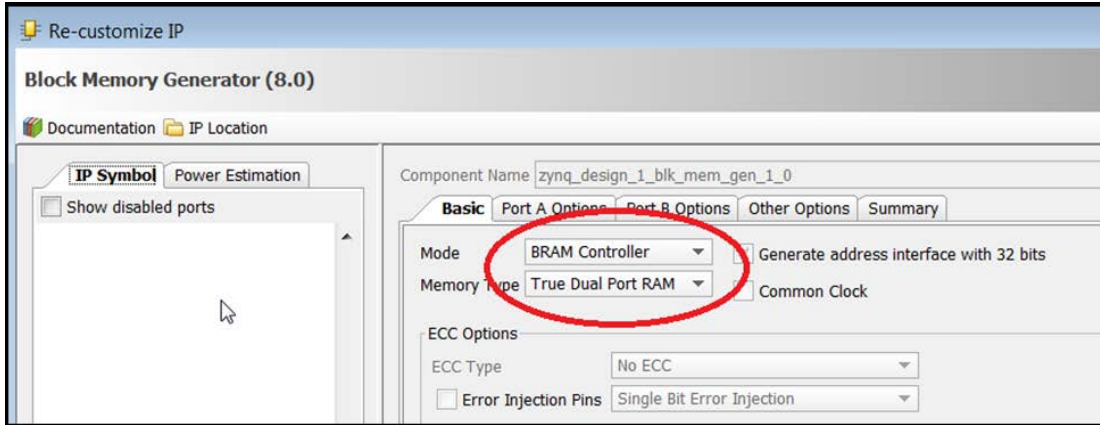 Re-customize IP
Block Memory Generator (8.0)
Documentation IP Location
IP Symbol Power Estimation
Show disabled ports
Component Name zynq_design_1_blk_mem_gen_1_0
Basic Port A Options Port B Options Other Options Summary
Mode BRAM Controller Generate address interface with 32 bits
Memory Type True Dual Port RAM Common Clock
ECC Options
ECC Type No ECC
Error Injection Pins Single Bit Error Injection